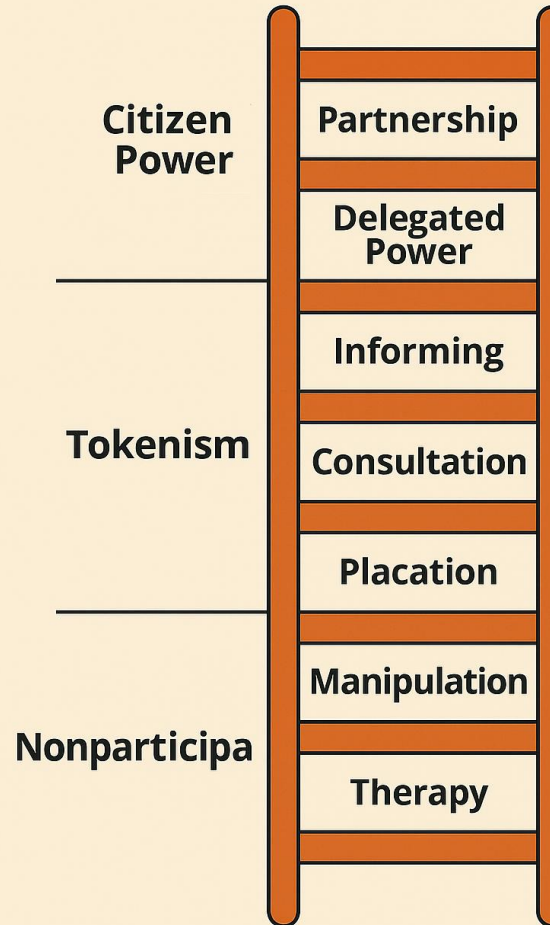 Citizen
Power
Partnership
Delegated
Power
Informing
Tokenism
Consultation
Placation
Manipulation
Nonparticipa
Therapy